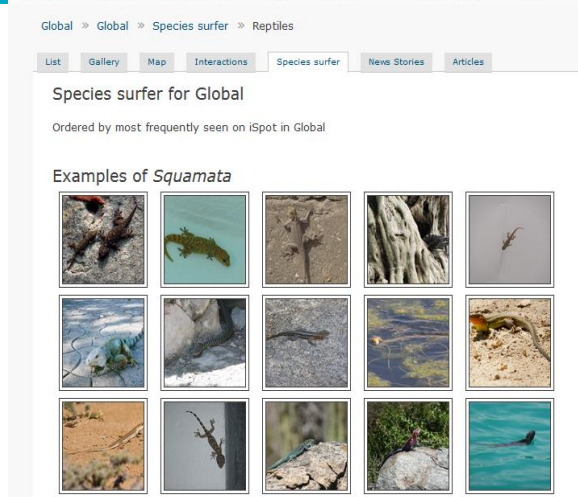 Global » Global » Species surfer » Reptiles
List Gallery Map Interactions Species surfer News Stories Articles
Species surfer for Global
Ordered by most frequently seen on iSpot in Global
Examples of Squamata